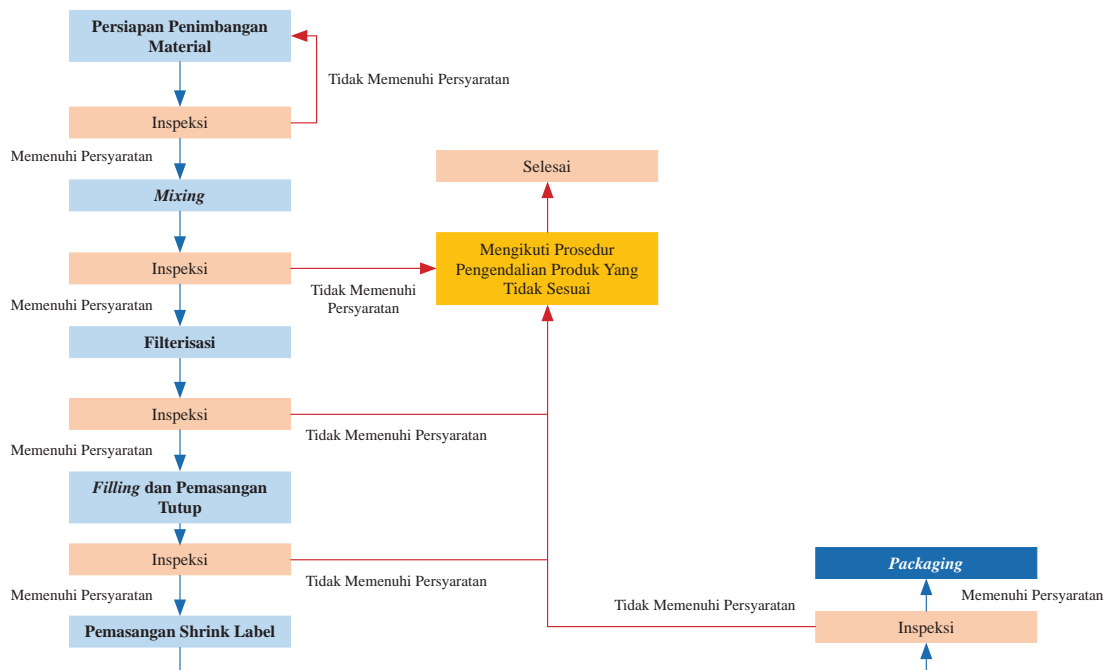 Persiapan Penimbangan
Material
Tidak Memenuhi Persyaratan
Inspeksi
Memenuhi Persyaratan
Selesai
Mixing
Mengikuti Prosedur
Pengendalian Produk Yang
Tidak Sesuai
Inspeksi
Tidak Memenuhi
Persyaratan
Memenuhi Persyaratan
Filterisasi
Inspeksi
Tidak Memenuhi Persyaratan
Memenuhi Persyaratan
Filling dan Pemasangan
Tutup
Inspeksi
Tidak Memenuhi Persyaratan
Memenuhi Persyaratan
Pemasangan Shrink Label
Packaging
Memenuhi Persyaratan
Tidak Memenuhi Persyaratan
Inspeksi